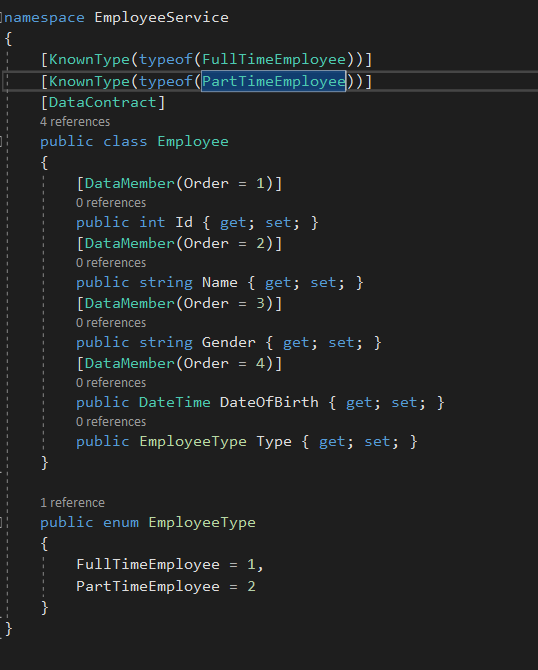 namespace EmployeeService
{
[KnownType(typeof(FullTimeEmployee))]
[KnownType(typeof(PartTimeEmployee))]
[DataContract]
4 references
public class Employee
{
[DataMember(Order = 1)]
0 references
public int Id { get; set; }
[DataMember(Order = 2)]
0 references
public string Name { get; set; }
[DataMember(Order = 3)]
0 references
public string Gender { get; set; }
[DataMember(Order = 4)]
0 references
public DateTime DateOfBirth { get; set; }
0 references
public EmployeeType Type { get; set; }
}
1 reference
public enum EmployeeType
{
FullTimeEmployee = 1,
PartTimeEmployee = 2
}
}